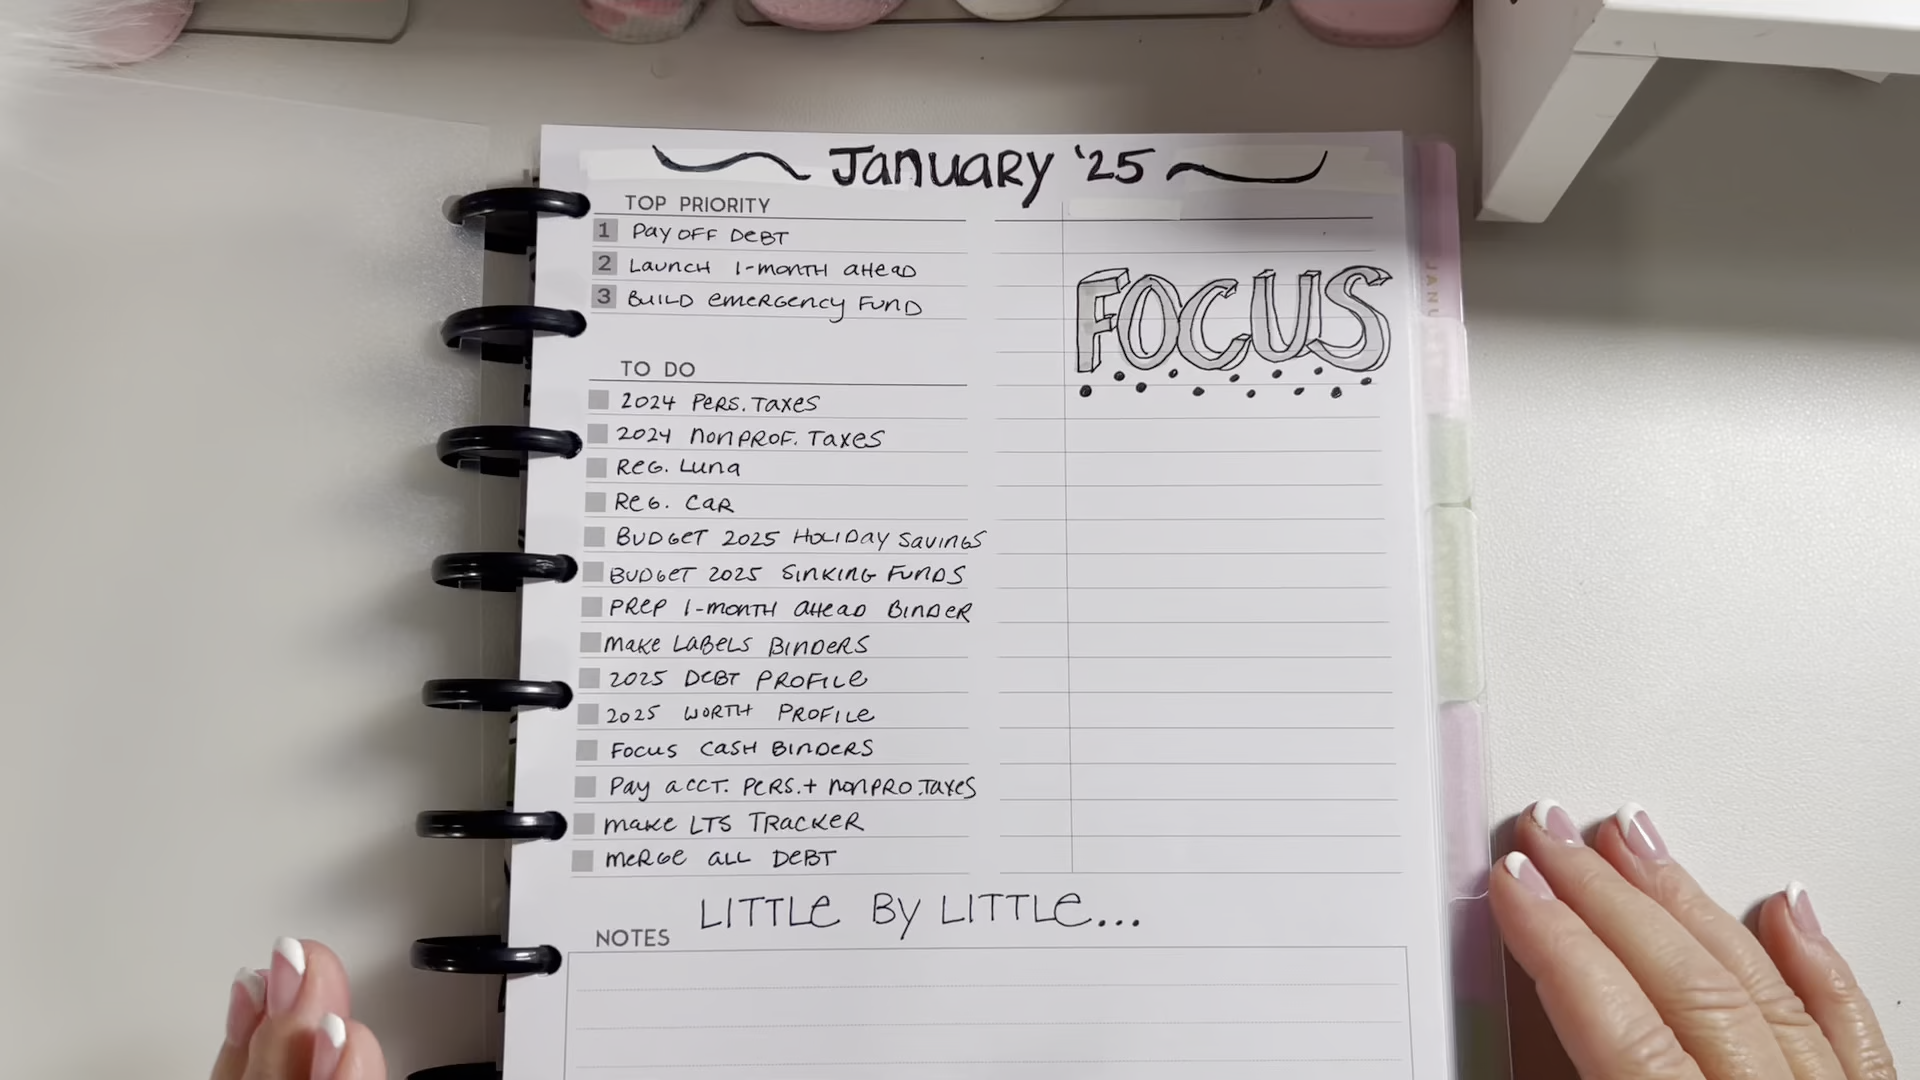 January '25
TOP PRIORITY
1 Pay OFF DEBT
2 Launch 1-month aHeaD
3 BUILD emeRGency FunD
FOCUS
TO DO
2024 PeRs. Taxes
2024 nonPROF. Taxes
ReG. Luna
ReG. CaR
BUDGeT 2025 HoLiDay SavinGS
BUDGeT 2025 SinKinG FunDS
PReP 1-monTH aHeaD BinDeR
make LaBeLS BinDeRS
2025 DeBT PROFiLe
2025 WORTH PROFiLe
Focus CasH BinDeRS
Pay accT. PeRS.+ nonPRO.Taxes
make LTS TRacKeR
meRGe aLL DeBT
LITTLe By LITTLe...
NOTES